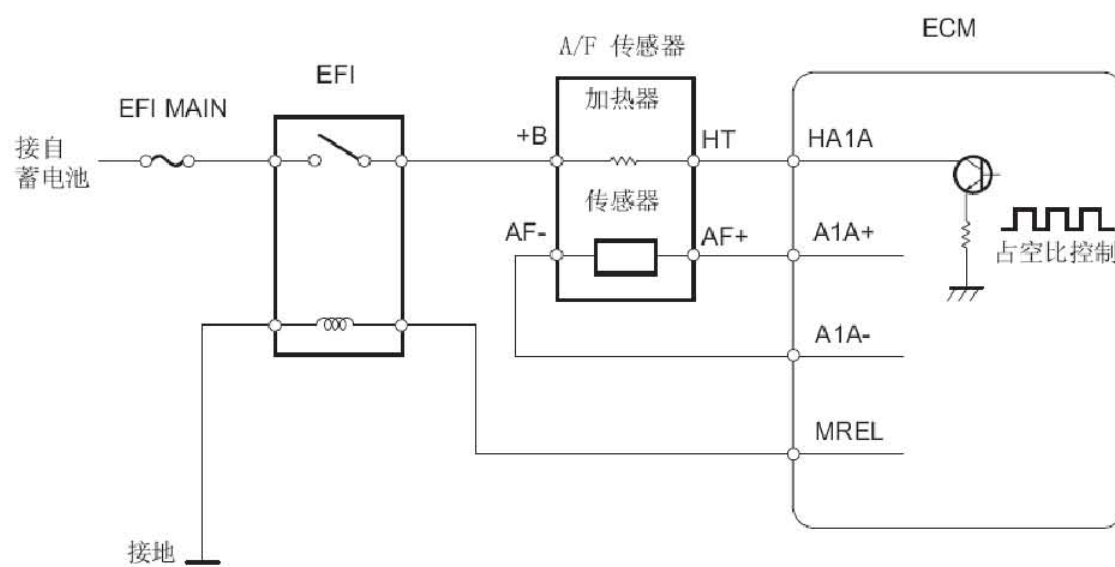 ECM
A/F 传感器
EFI
加热器
EFI MAIN
接自
蓄电池
+B
HT
HA1A
传感器
AF-
AF+
A1A+
占空比控制
A1A-
MREL
接地